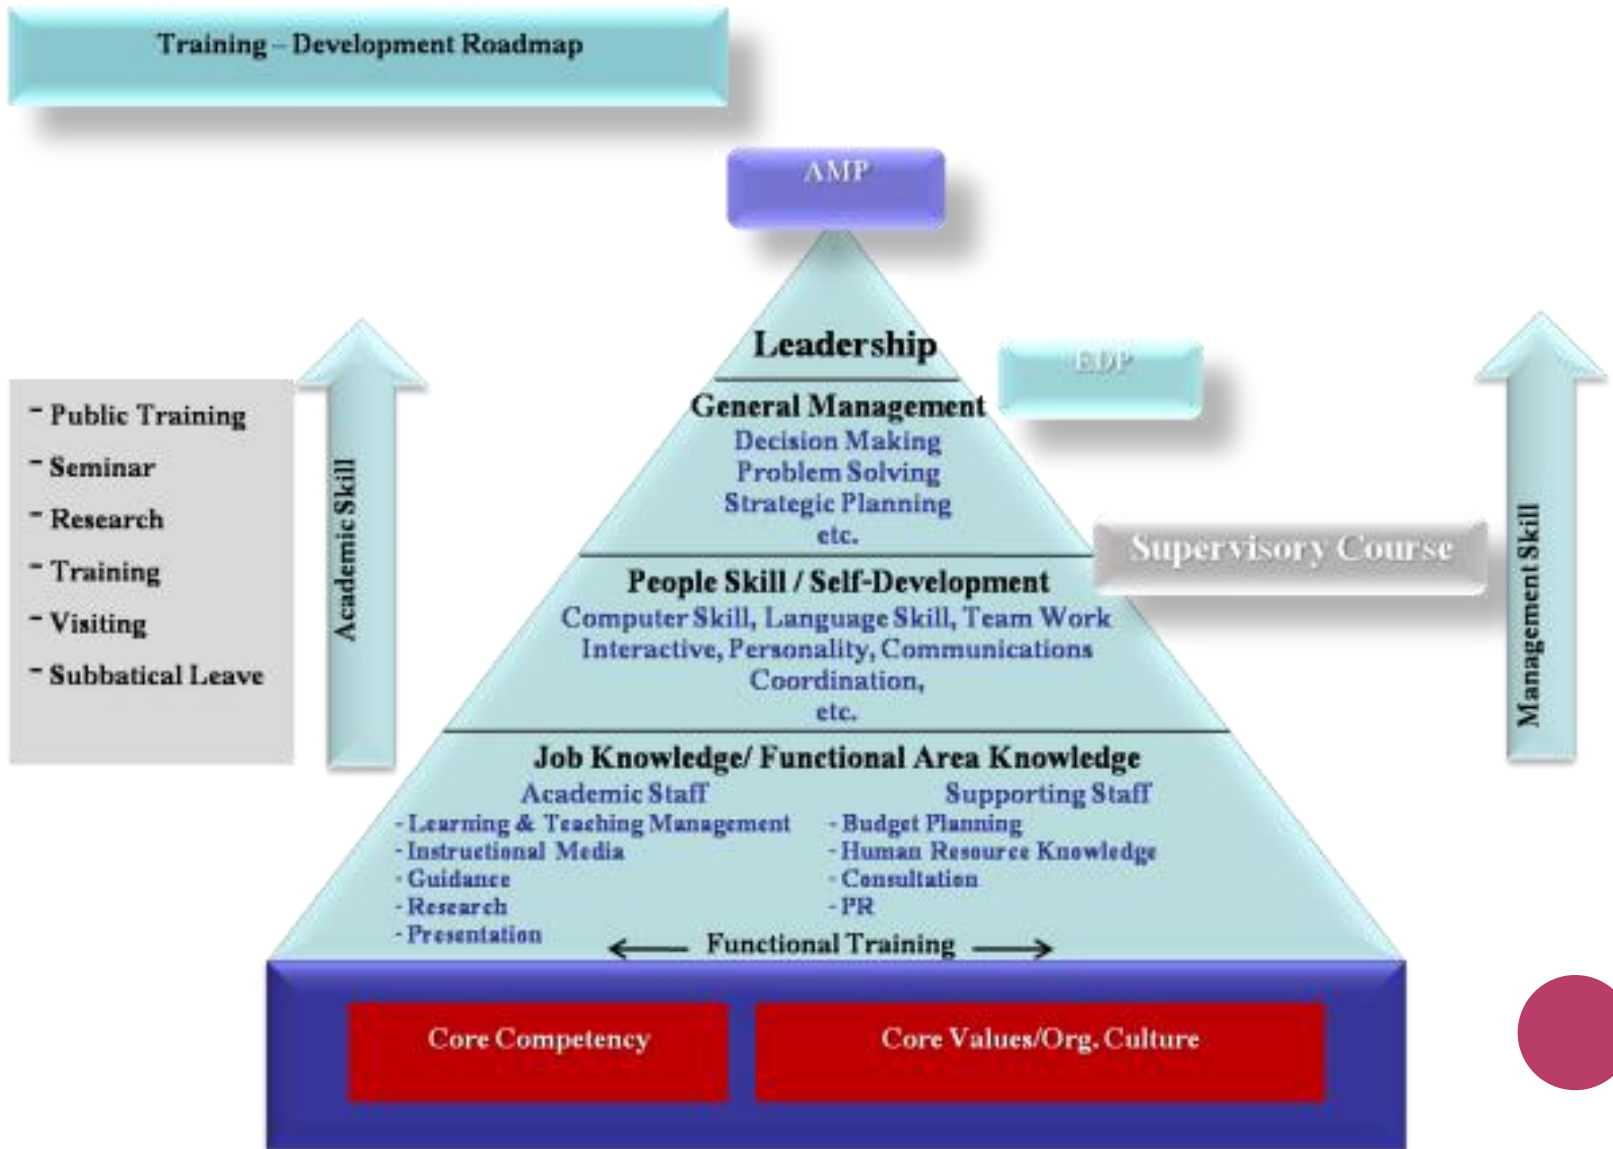 Training – Development Roadmap
AMP
Leadership
EDP
General Management
Decision Making
Problem Solving
Strategic Planning
etc.
Supervisory Course
People Skill / Self-Development
Computer Skill, Language Skill, Team Work
Interactive, Personality, Communications
Coordination,
etc.
Job Knowledge/ Functional Area Knowledge
Academic Staff
- Learning & Teaching Management
- Instructional Media
- Guidance
- Research
- Presentation
Supporting Staff
- Budget Planning
- Human Resource Knowledge
- Consultation
- PR
Functional Training
Core Competency
Core Values/Org. Culture
- Public Training
- Seminar
- Research
- Training
- Visiting
- Subbatical Leave
Academic Skill
Management Skill